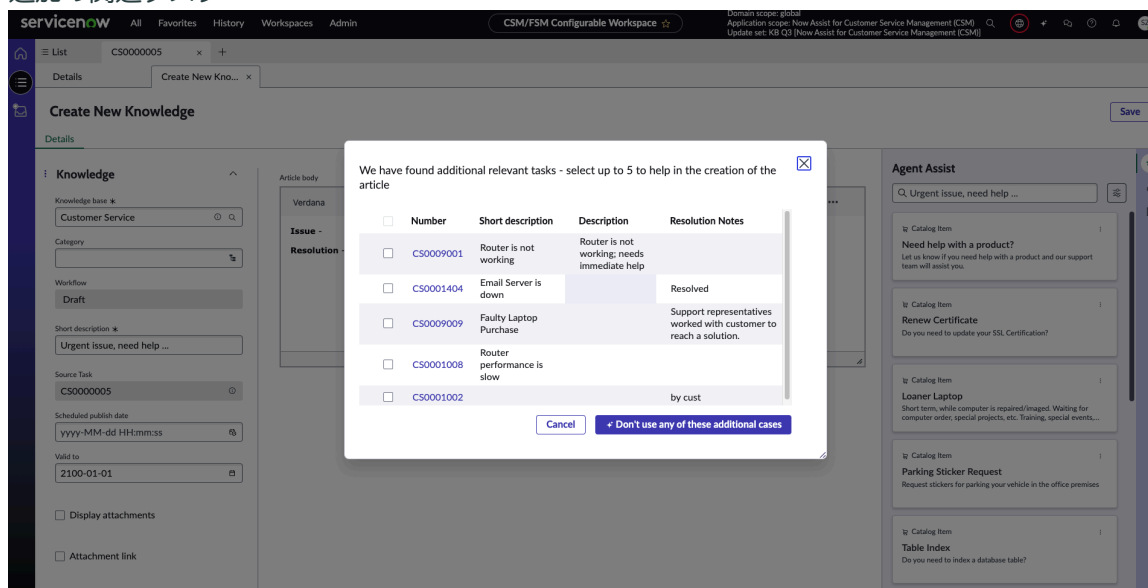 servicenow All Favorites History Workspaces Admin
CSM/FSM Configurable Workspace
Domain scope: global
Application scope: Now Assist for Customer Service Management (CSM)
Update set: KB Q3 [Now Assist for Customer Service Management (CSM)]
List CS0000005
Details Create New Kno...
Create New Knowledge
Save
Details
Knowledge
Knowledge base
Customer Service
Category
Workflow
Draft
Short description
Urgent issue, need help ...
Source Task
CS0000005
Scheduled publish date
yyyy-MM-dd HH:mm:ss
Valid to
2100-01-01
Display attachments
Attachment link
Article body
Verdana
Issue -
Resolution -
We have found additional relevant tasks - select up to 5 to help in the creation of the
article
Number Short description Description Resolution Notes
CS0009001 Router is not working Router is not working; needs immediate help
CS0001404 Email Server is down Resolved
CS0009009 Faulty Laptop Purchase Support representatives worked with customer to reach a solution.
CS0001008 Router performance is slow
CS0001002 by cust
Cancel Don't use any of these additional cases
Agent Assist
Urgent issue, need help ...
Catalog Item
Need help with a product?
Let us know if you need help with a product and our support
team will assist you.
Catalog Item
Renew Certificate
Do you need to update your SSL Certification?
Catalog Item
Loaner Laptop
Short term, while computer is repaired/imaged. Waiting for
computer order, special projects, etc. Training, special events,...
Catalog Item
Parking Sticker Request
Request stickers for parking your vehicle in the office premises
Catalog Item
Table Index
Do you need to index a database table?